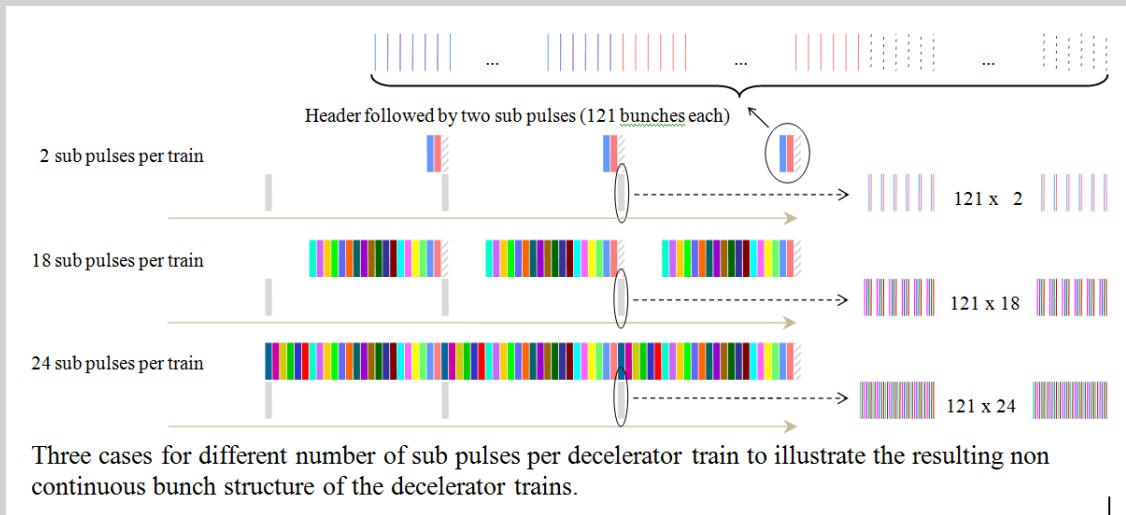 ... ... ...
Header followed by two sub pulses (121 bunches each)
2 sub pulses per train
121 x 2
18 sub pulses per train
121 x 18
24 sub pulses per train
121 x 24
Three cases for different number of sub pulses per decelerator train to illustrate the resulting non
continuous bunch structure of the decelerator trains.